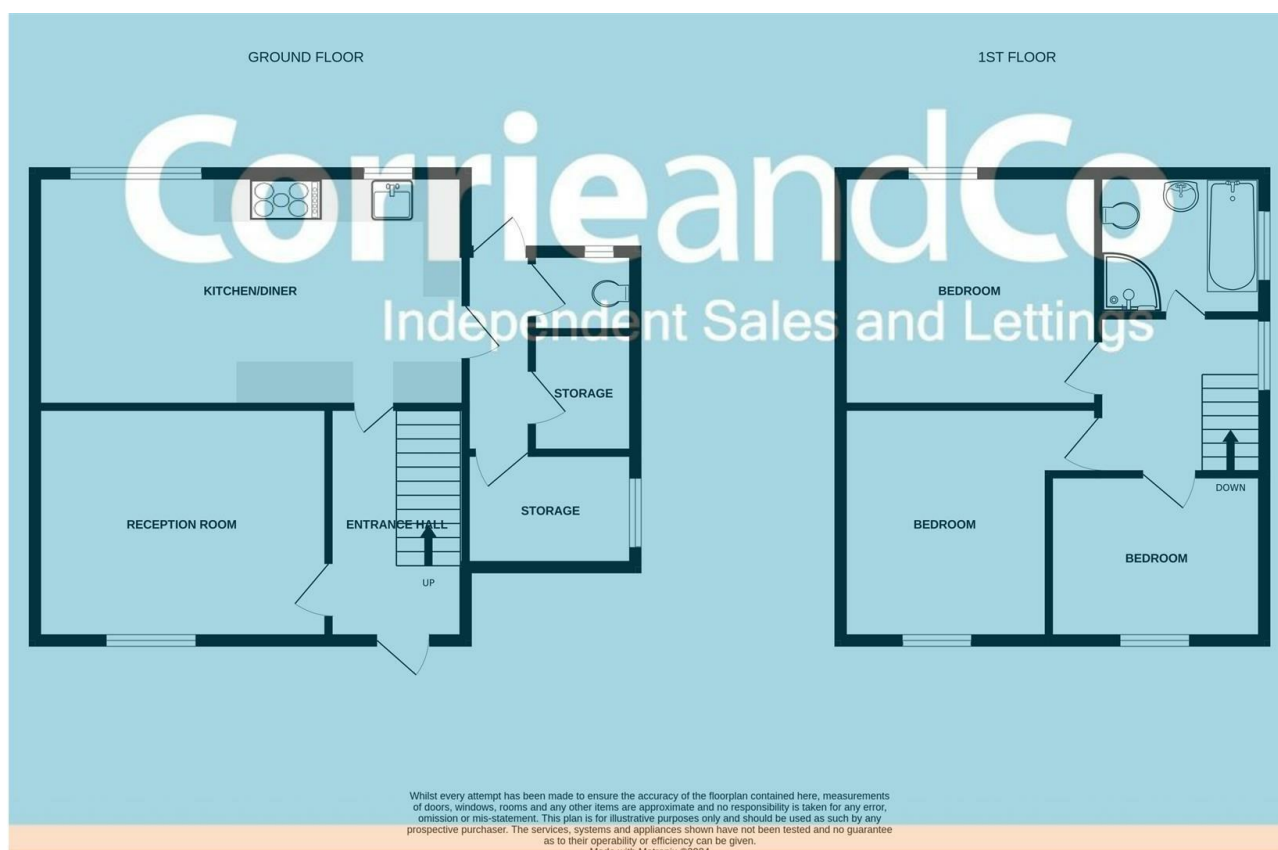 GROUND FLOOR
1ST FLOOR
CorrieandCo
Independent Sales and Lettings
KITCHEN/DINER
STORAGE
STORAGE
RECEPTION ROOM
ENTRANCE HALL
UP
BEDROOM
BEDROOM
BEDROOM
DOWN
Whilst every attempt has been made to ensure the accuracy of the floorplan contained here, measurements
of doors, windows, rooms and any other items are approximate and no responsibility is taken for any error,
omission or mis-statement. This plan is for illustrative purposes only and should be used as such by any
prospective purchaser. The services, systems and appliances shown have not been tested and no guarantee
as to their operability or efficiency can be given.
Made with Metropix ©2024